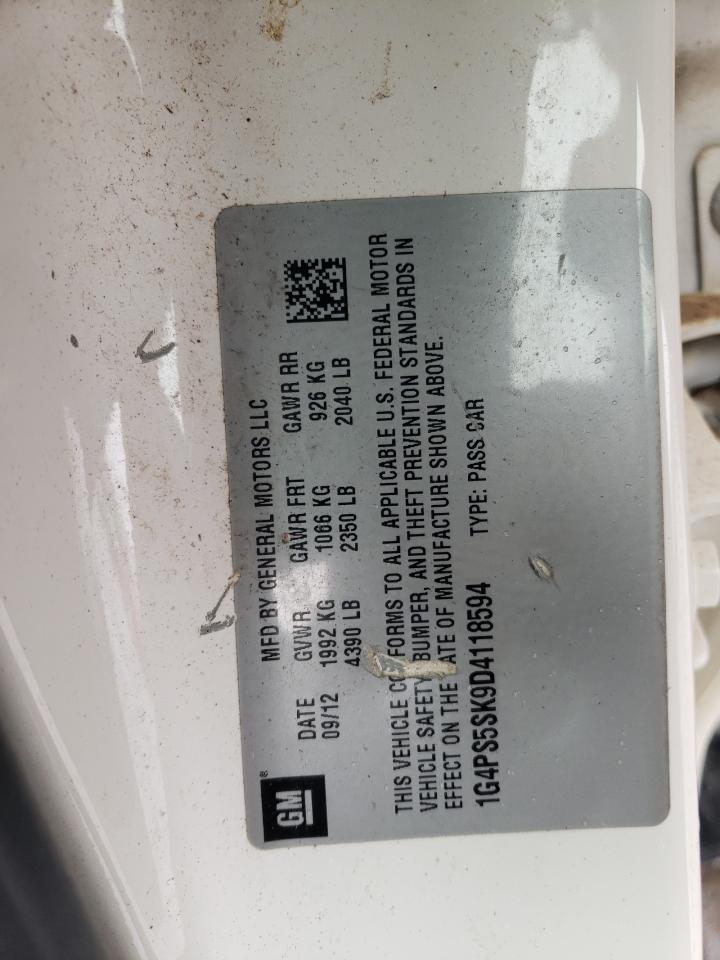 GM®
MFD BY GENERAL MOTORS LLC
DATE GVWR GAWR FRT GAWR RR
09/12 1992 KG 1066 KG 926 KG
4390 LB 2350 LB 2040 LB
THIS VEHICLE CONFORMS TO ALL APPLICABLE U.S. FEDERAL MOTOR
VEHICLE SAFETY, BUMPER, AND THEFT PREVENTION STANDARDS IN
EFFECT ON THE DATE OF MANUFACTURE SHOWN ABOVE.
1G4PS5SK9D4118594 TYPE: PASS CAR